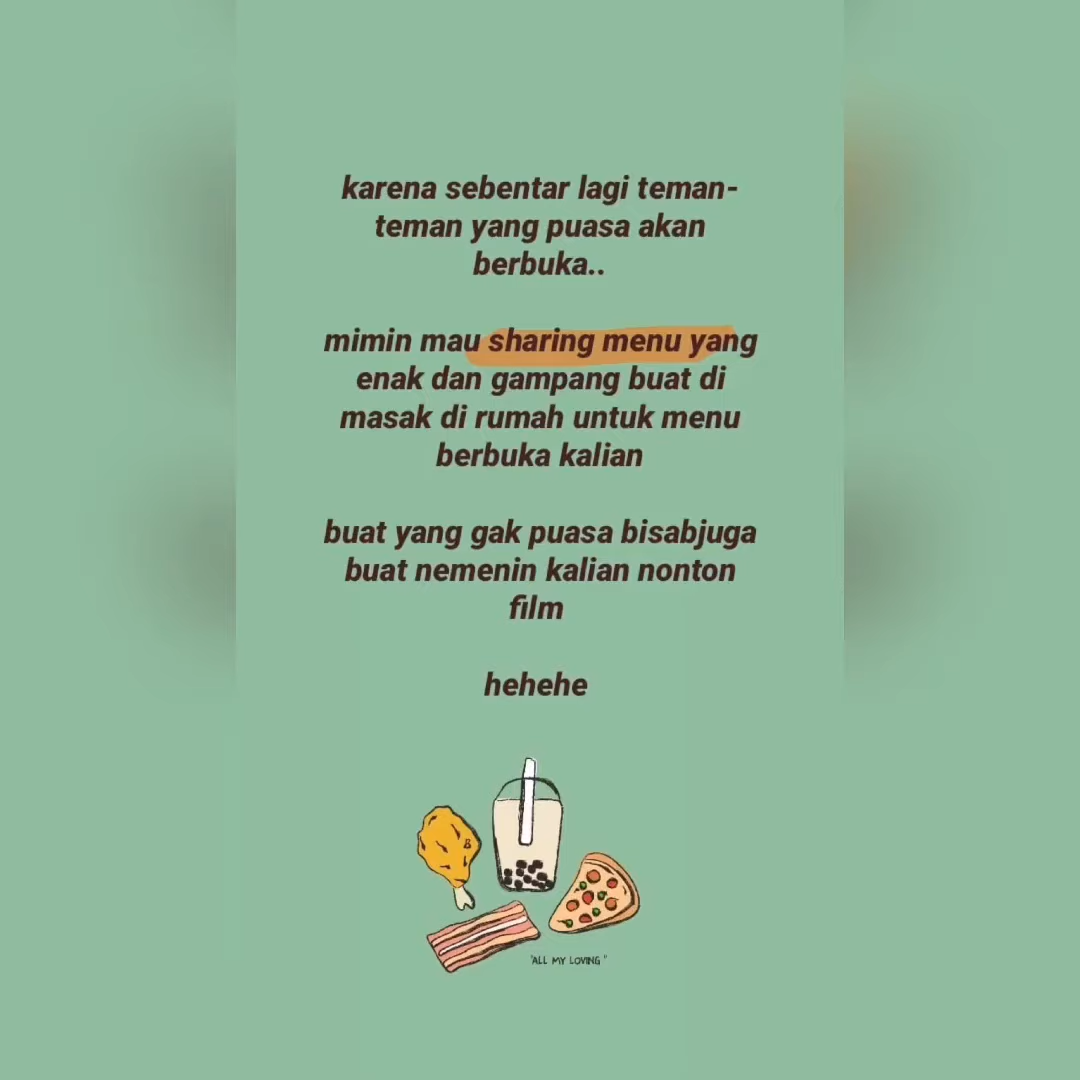 karena sebentar lagi teman-
teman yang puasa akan
berbuka..
mimin mau sharing menu yang
enak dan gampang buat di
masak di rumah untuk menu
berbuka kalian
buat yang gak puasa bisabjuga
buat nemenin kalian nonton
film
hehehe
"ALL MY LOVING"